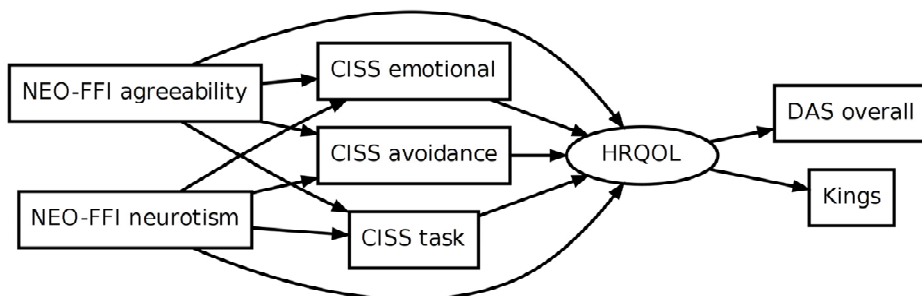 NEO-FFI agreeability
NEO-FFI neurotism
CISS emotional
CISS avoidance
CISS task
HRQOL
DAS overall
Kings